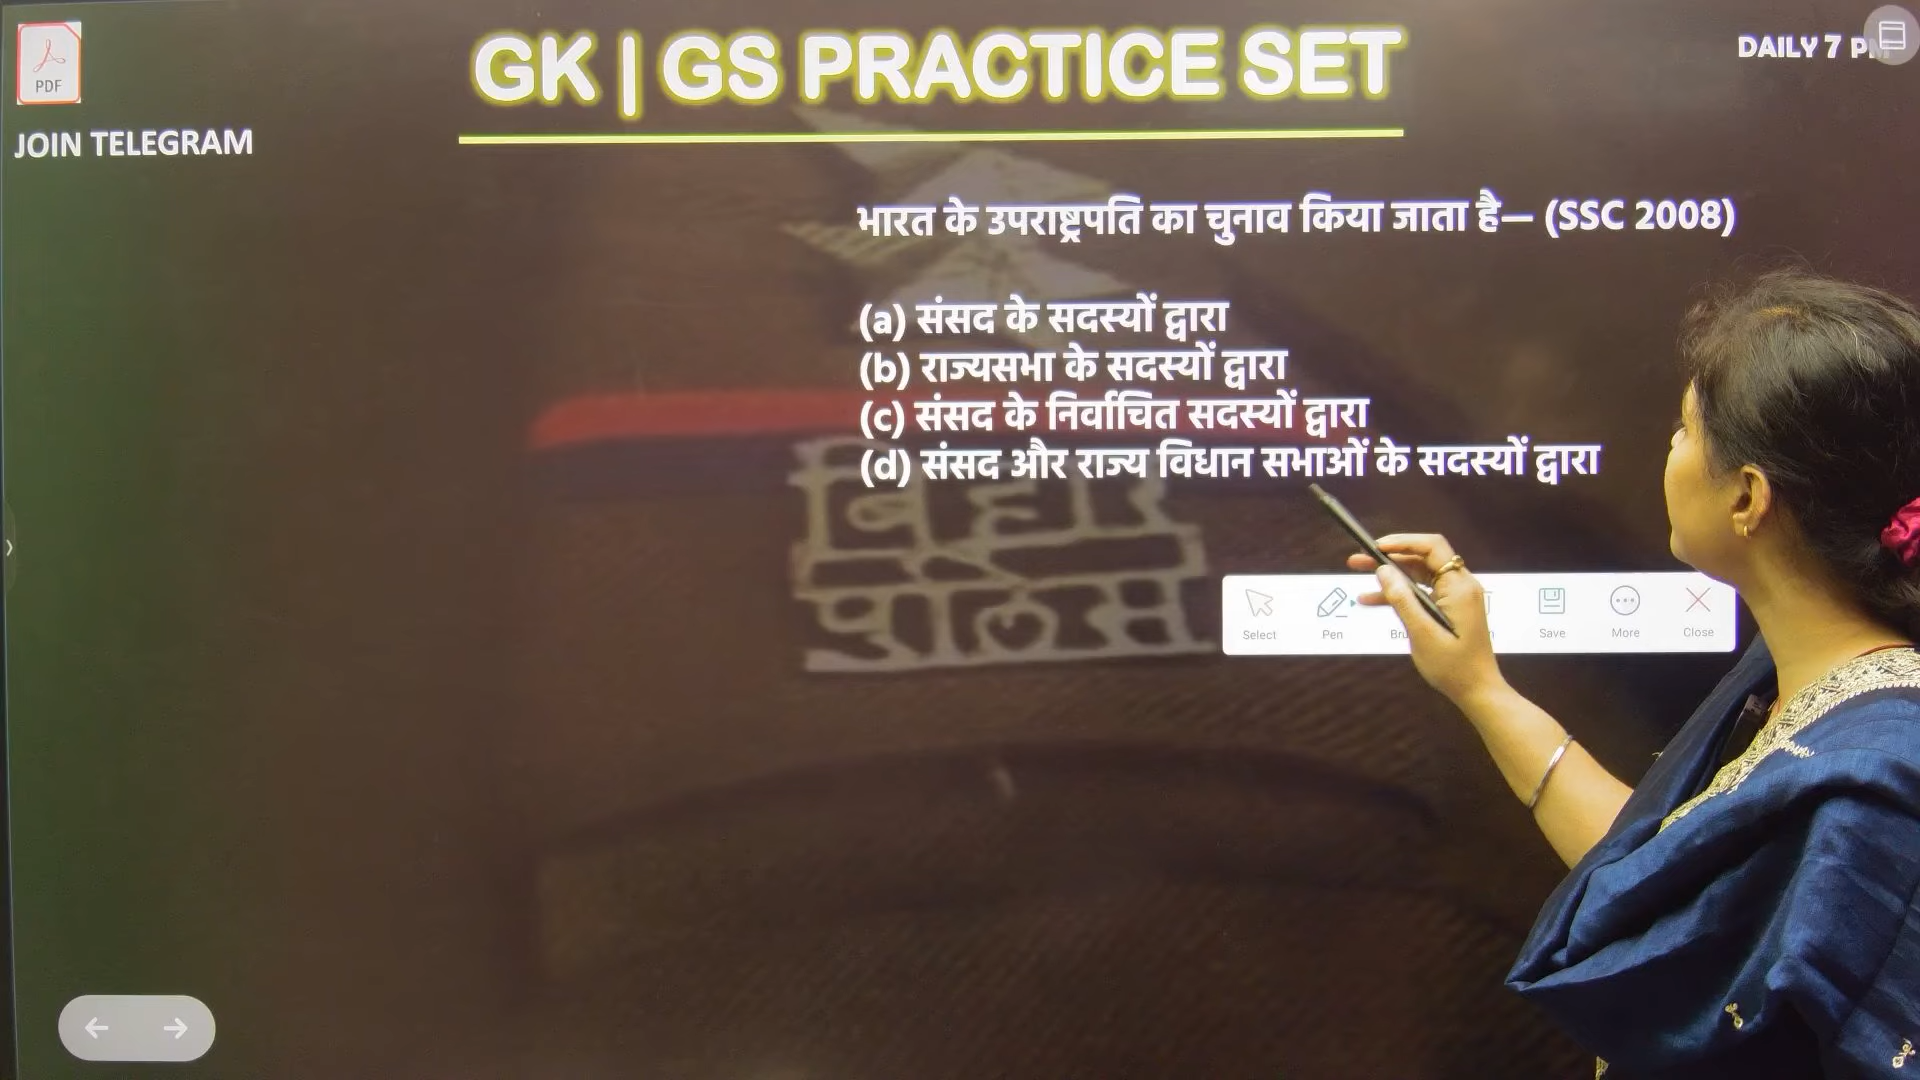 GK | GS PRACTICE SET
DAILY 7 P
PDF
JOIN TELEGRAM
भारत के उपराष्ट्रपति का चुनाव किया जाता है– (SSC 2008)
(a) संसद के सदस्यों द्वारा
(b) राज्यसभा के सदस्यों द्वारा
(c) संसद के निर्वाचित सदस्यों द्वारा
(d) संसद और राज्य विधान सभाओं के सदस्यों द्वारा
बिहार
पुलिस
Select
Pen
Save
More
Close